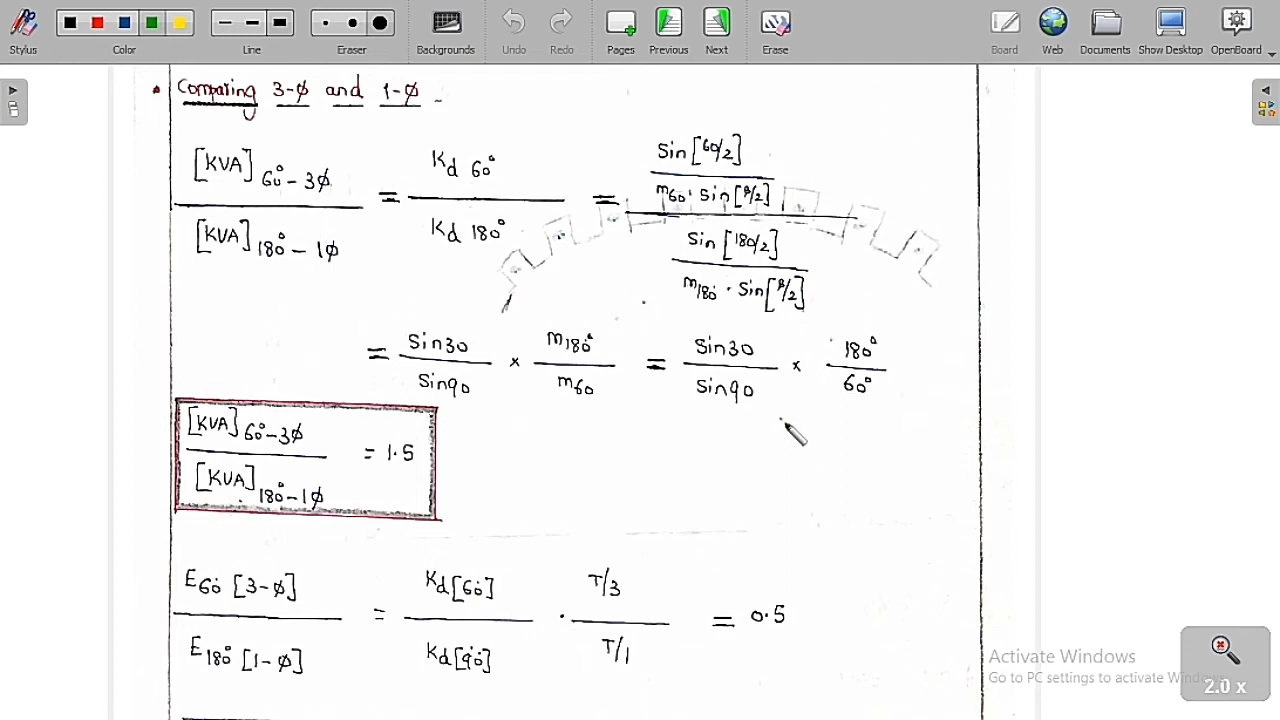 Stylus Color Line Eraser Backgrounds Undo Redo Pages Previous Next Erase Board Web Documents Show Desktop OpenBoard
• Comparing 3-ϕ and 1-ϕ -
[KVA]60°-3ϕ / [KVA]180°-1ϕ = Kd 60° / Kd 180° = (Sin[60/2] / m60· Sin[β/2]) / (Sin[180/2] / m180° · Sin[β/2])
= Sin30 / Sin90 × m180° / m60 = Sin30 / Sin90 × 180° / 60°
[KVA]60°-3ϕ / [KVA]180°-1ϕ = 1.5
E60° [3-ϕ] / E180° [1-ϕ] = Kd[60°] / Kd[90°] · T/3 / T/1 = 0.5
Activate Windows
Go to PC settings to activate Windows.
2.0 x